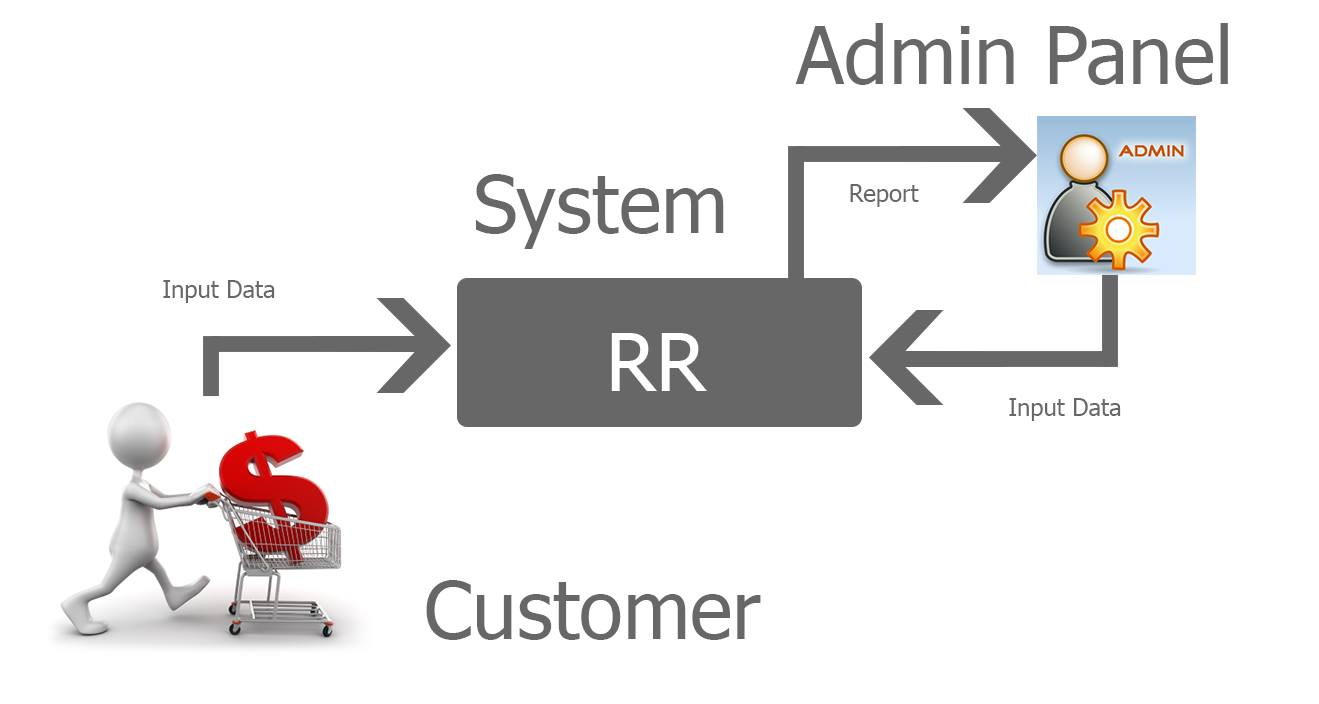 Admin Panel
ADMIN
Report
System
Input Data
RR
Input Data
$
Customer